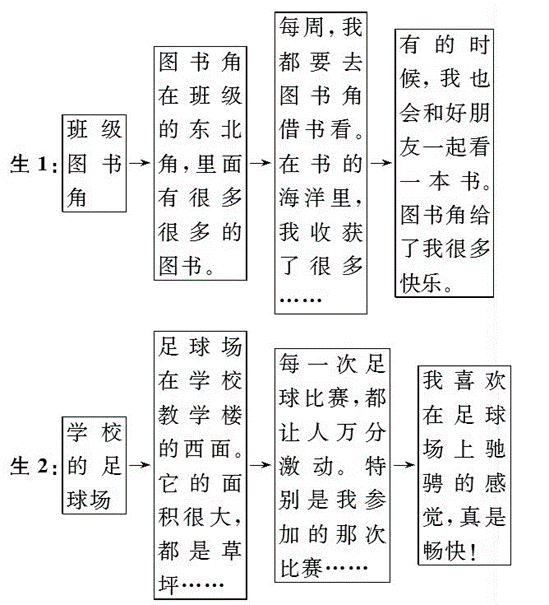 生1:
班级
图书
角
图书角
在班级
的东北
角,里面
有很多
很多的
图书。
每周,我
都要去
图书角
借书看。
在书的
海洋里,
我收获
了很多
……
有的时
候,我也
会和好朋
友一起看
一本书。
图书角给
了我很多
快乐。
生2:
学校
的足
球场
足球场
在学校
教学楼
的西面。
它的面
积很大,
都是草
坪……
每一次足
球比赛,都
让人万分
激动。特
别是我参
加的那次
比赛……
我喜欢
在足球
场上驰
骋的感
觉,真是
畅快!